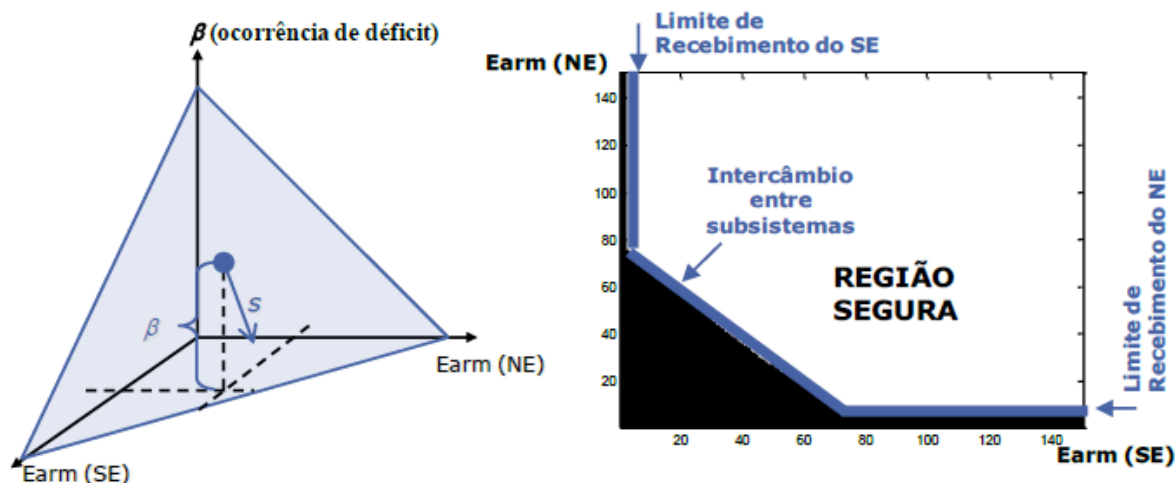 β (ocorrência de déficit)
β
s
Earm (NE)
Earm (SE)
Limite de
Recebimento do SE
Earm (NE)
140
120
100
80
60
40
20
Intercâmbio
entre
subsistemas
REGIÃO
SEGURA
Limite de
Recebimento do NE
20
40
60
80
100
120
140
Earm (SE)